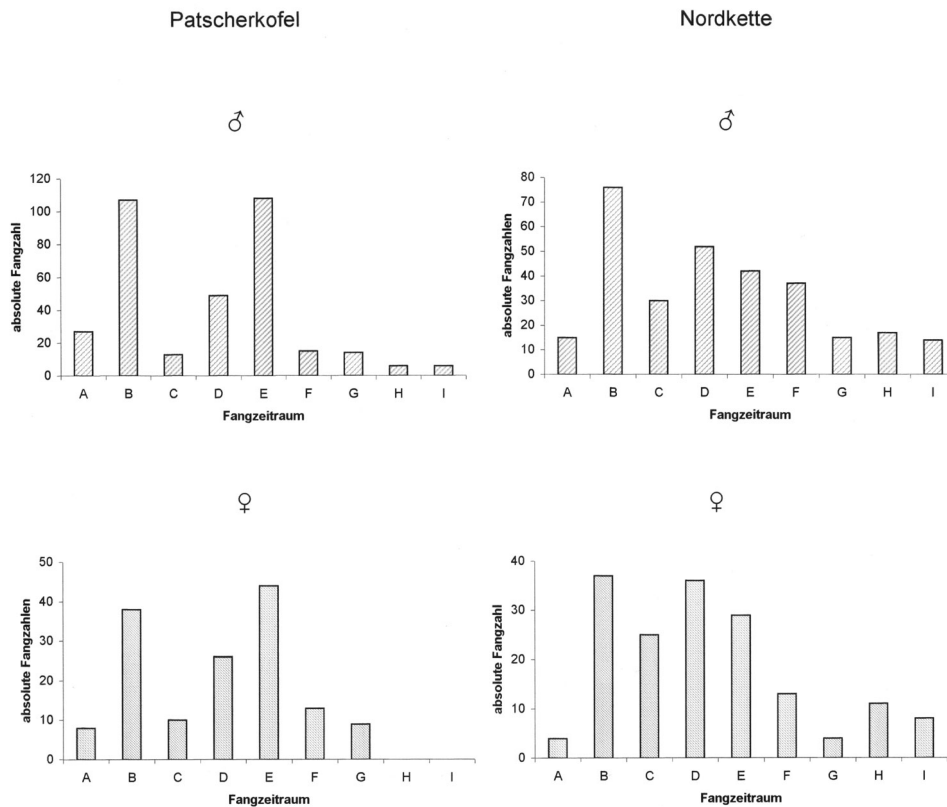 Patscherkofel
♂
absolute Fangzahl
120
100
80
60
40
20
0
A B C D E F G H I
Fangzeitraum
Nordkette
♂
absolute Fangzahlen
80
70
60
50
40
30
20
10
0
A B C D E F G H I
Fangzeitraum
♀
absolute Fangzahlen
50
40
30
20
10
0
A B C D E F G H I
Fangzeitraum
♀
absolute Fangzahl
40
30
20
10
0
A B C D E F G H I
Fangzeitraum